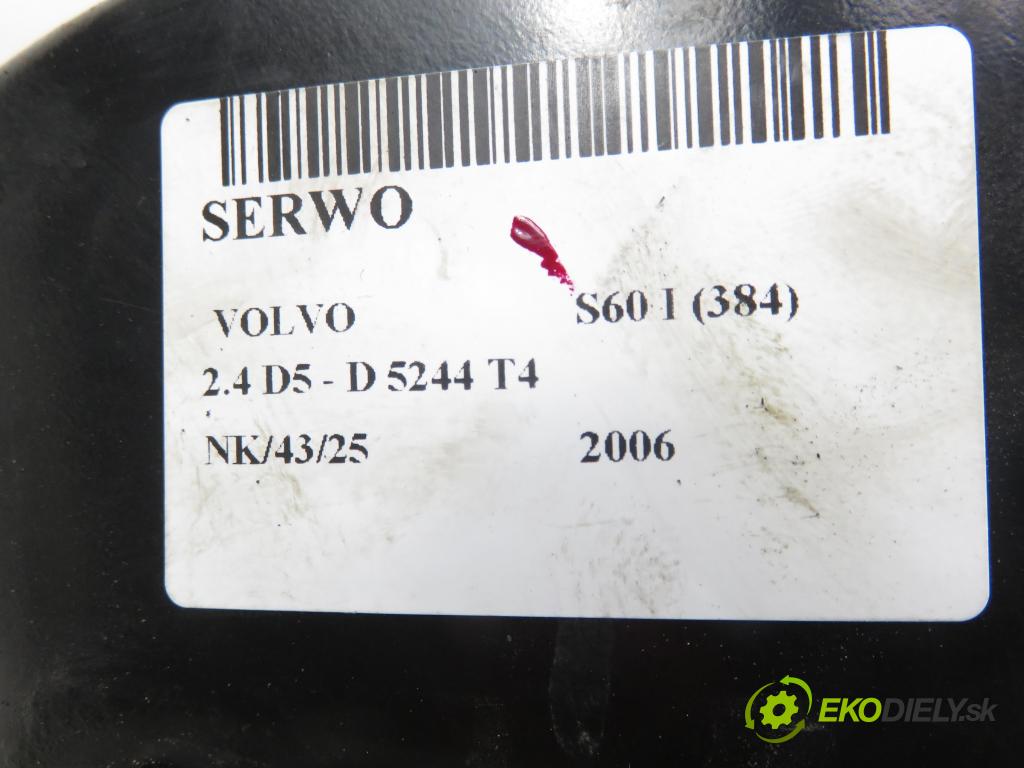 SERWO
VOLVO S60 I (384)
2.4 D5 - D 5244 T4
NK/43/25 2006
EKODIELY.sk